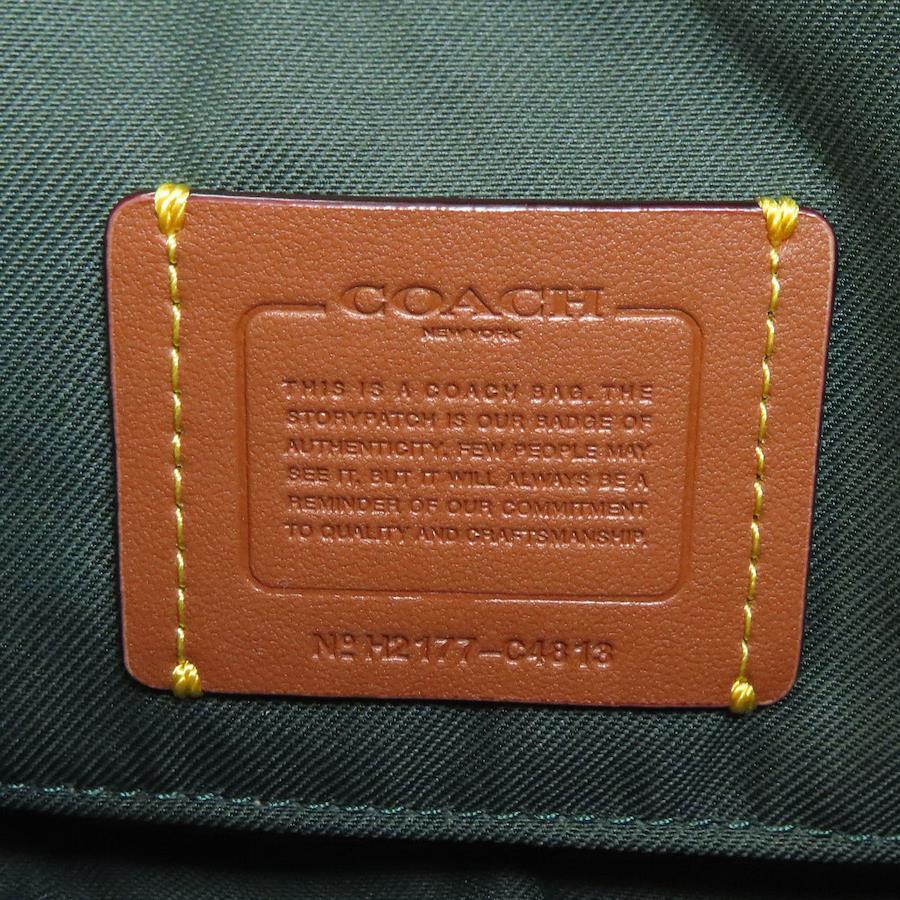 COACH
NEW YORK
THIS IS A COACH BAG. THE
STORYPATCH IS OUR BADGE OF
AUTHENTICITY. FEW PEOPLE MAY
SEE IT. BUT IT WILL ALWAYS BE A
REMINDER OF OUR COMMITMENT
TO QUALITY AND CRAFTSMANSHIP.
Nº H2177-C4813